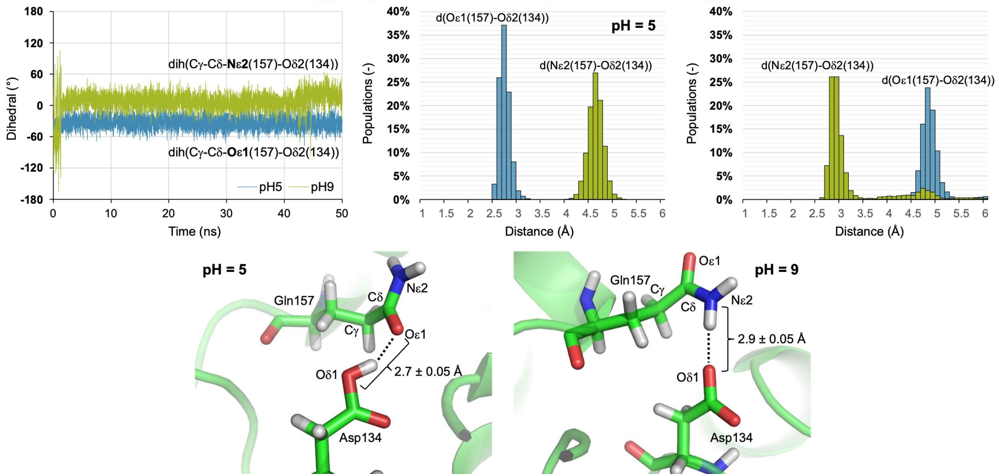 180
120
60
0
-60
-120
-180
Dihedral (°)
dih(Cγ-Cδ-Nε2(157)-Oδ2(134))
dih(Cγ-Cδ-Oε1(157)-Oδ2(134))
pH5 pH9
0 10 20 30 40 50
Time (ns)
40%
35%
30%
25%
20%
15%
10%
5%
0%
Populations (-)
d(Oε1(157)-Oδ2(134))
pH = 5
d(Nε2(157)-Oδ2(134))
1 1.5 2 2.5 3 3.5 4 4.5 5 5.5 6
Distance (Å)
40%
35%
30%
25%
20%
15%
10%
5%
0%
Populations (-)
d(Nε2(157)-Oδ2(134))
d(Oε1(157)-Oδ2(134))
1 1.5 2 2.5 3 3.5 4 4.5 5 5.5 6
Distance (Å)
pH = 5
Nε2
Cδ
Gln157
Cγ
Oε1
Oδ1
2.7 ± 0.05 Å
Asp134
Oε1
pH = 9
Gln157
Cγ
Nε2
Cδ
2.9 ± 0.05 Å
Oδ1
Asp134